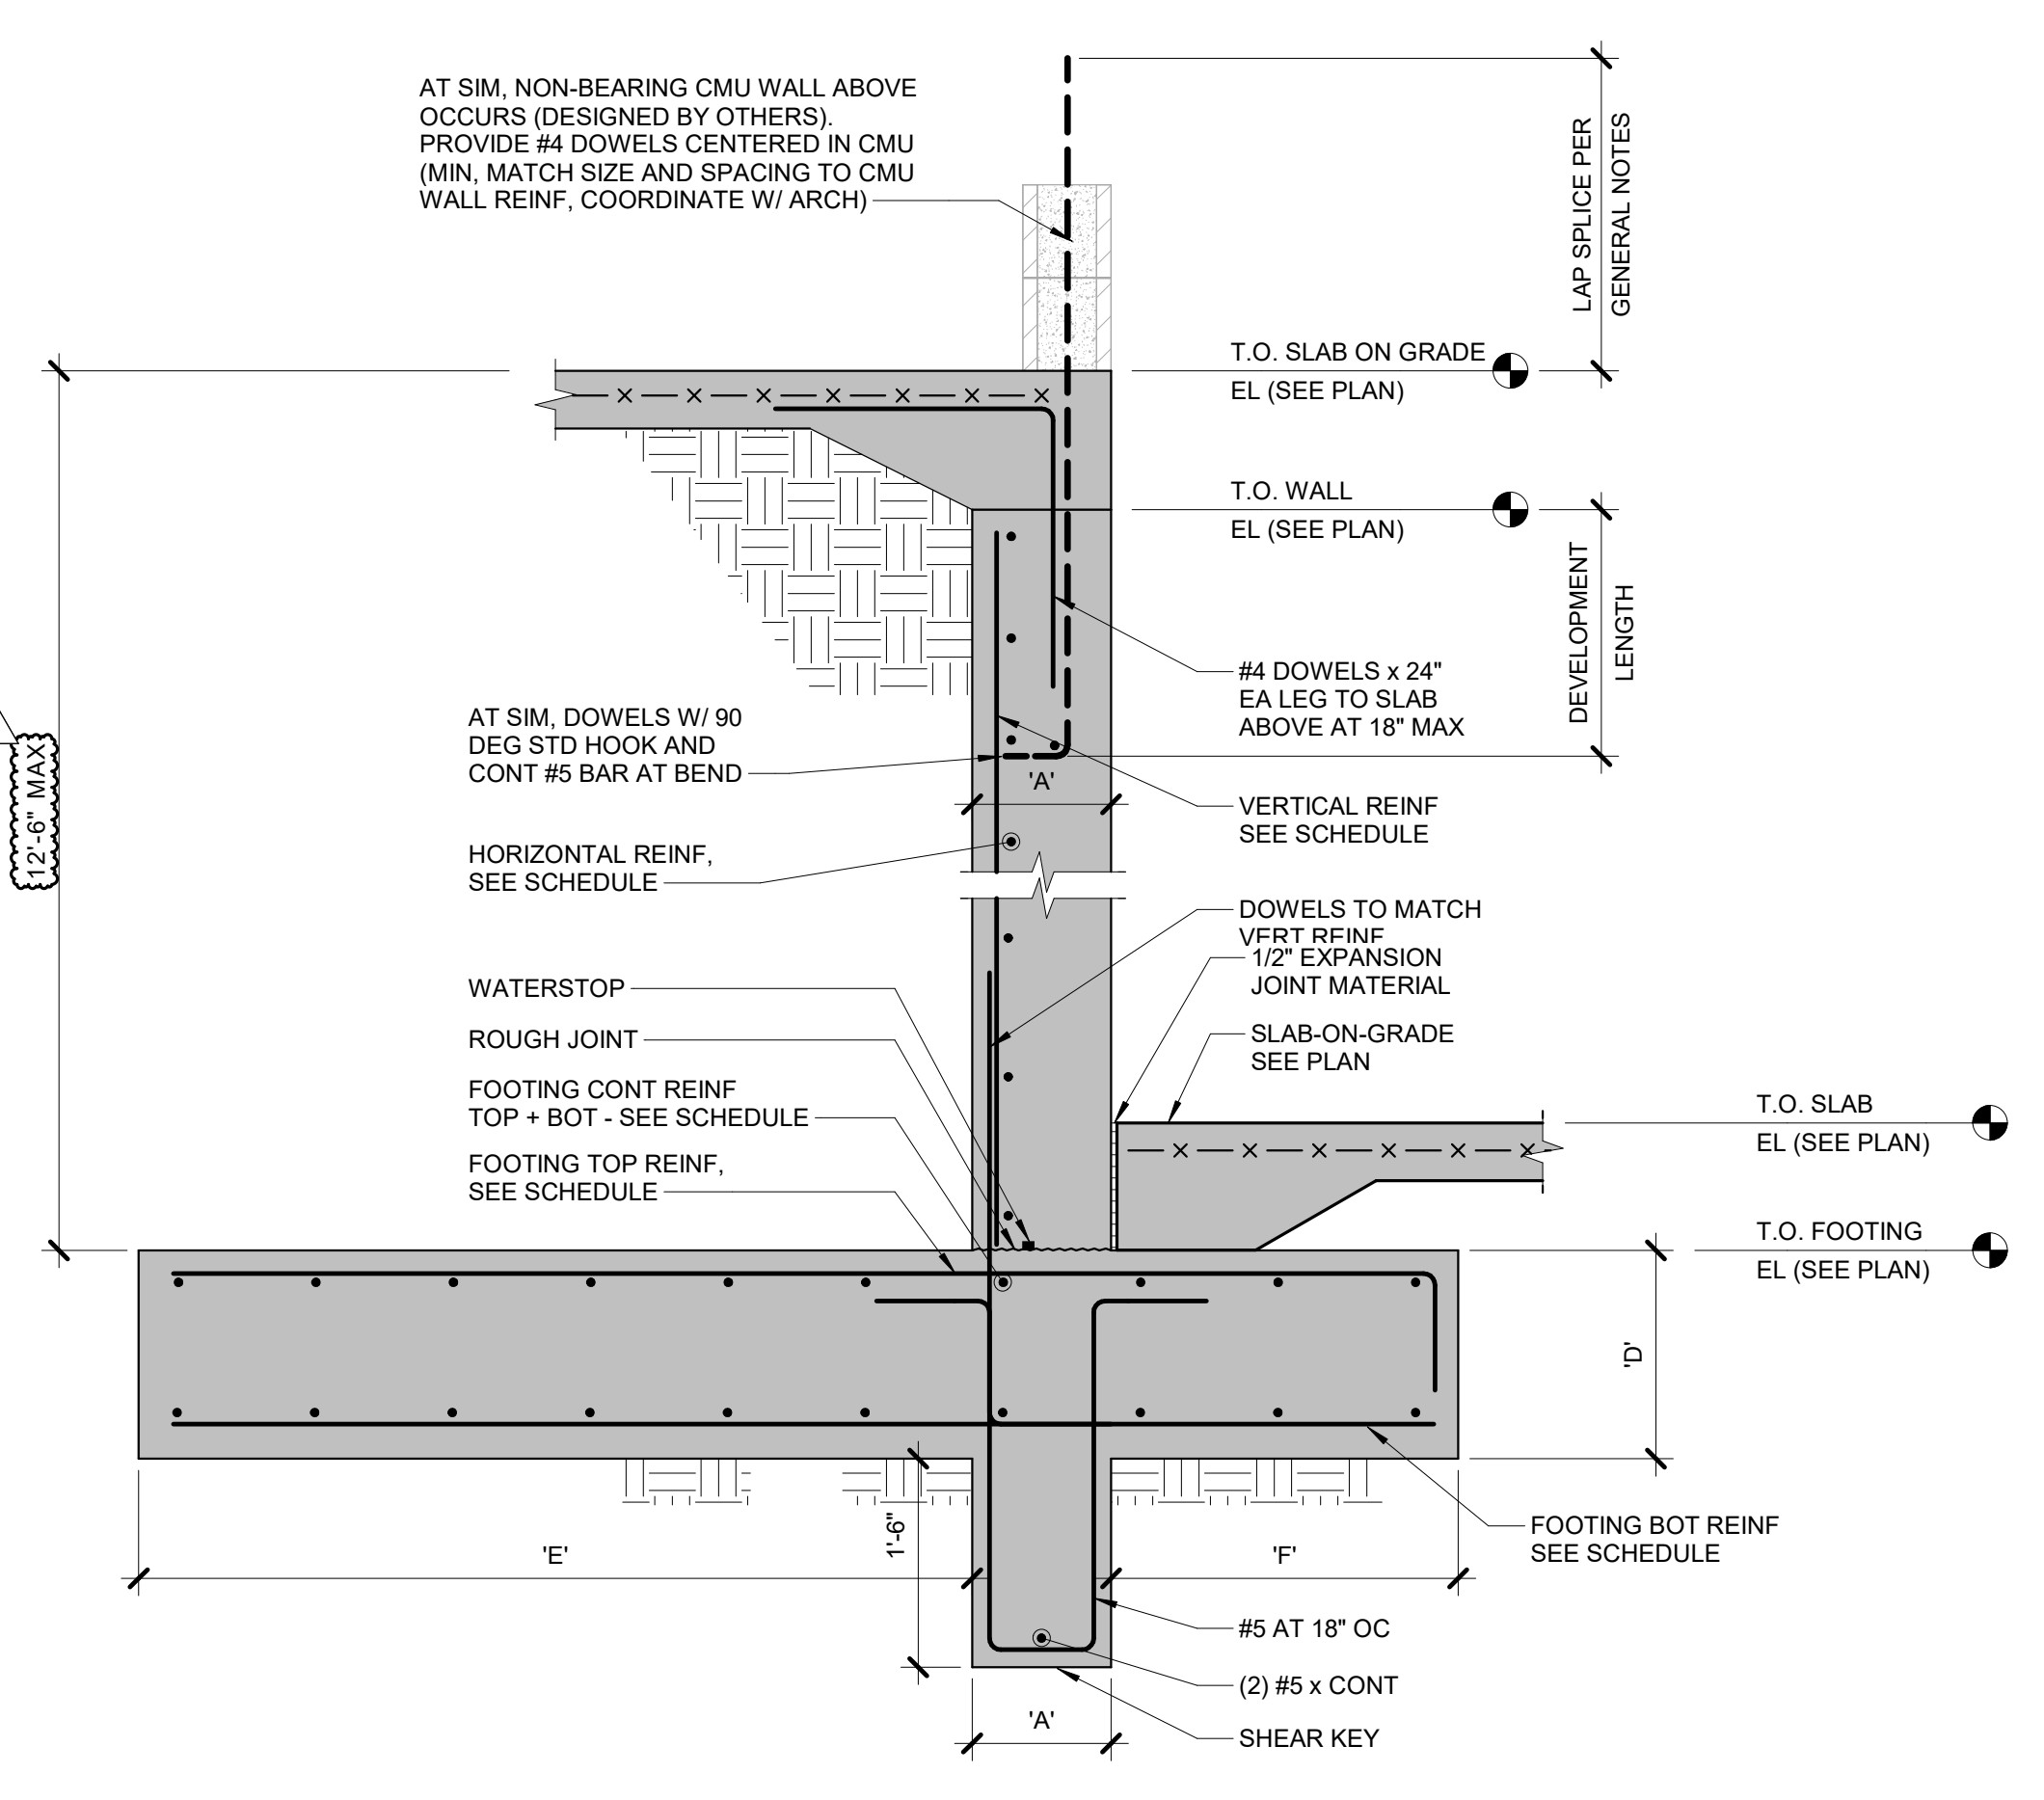 AT SIM, NON-BEARING CMU WALL ABOVE
OCCURS (DESIGNED BY OTHERS).
PROVIDE #4 DOWELS CENTERED IN CMU
(MIN, MATCH SIZE AND SPACING TO CMU
WALL REINF, COORDINATE W/ ARCH)
LAP SPLICE PER
GENERAL NOTES
T.O. SLAB ON GRADE
EL (SEE PLAN)
T.O. WALL
EL (SEE PLAN)
DEVELOPMENT
LENGTH
#4 DOWELS x 24"
EA LEG TO SLAB
ABOVE AT 18" MAX
AT SIM, DOWELS W/ 90
DEG STD HOOK AND
CONT #5 BAR AT BEND
'A'
12'-6" MAX
VERTICAL REINF
SEE SCHEDULE
HORIZONTAL REINF,
SEE SCHEDULE
DOWELS TO MATCH
VERT REINF
1/2" EXPANSION
JOINT MATERIAL
WATERSTOP
ROUGH JOINT
SLAB-ON-GRADE
SEE PLAN
FOOTING CONT REINF
TOP + BOT - SEE SCHEDULE
T.O. SLAB
EL (SEE PLAN)
FOOTING TOP REINF,
SEE SCHEDULE
T.O. FOOTING
EL (SEE PLAN)
'D'
FOOTING BOT REINF
SEE SCHEDULE
1'-6"
'E'
'F'
#5 AT 18" OC
(2) #5 x CONT
'A'
SHEAR KEY